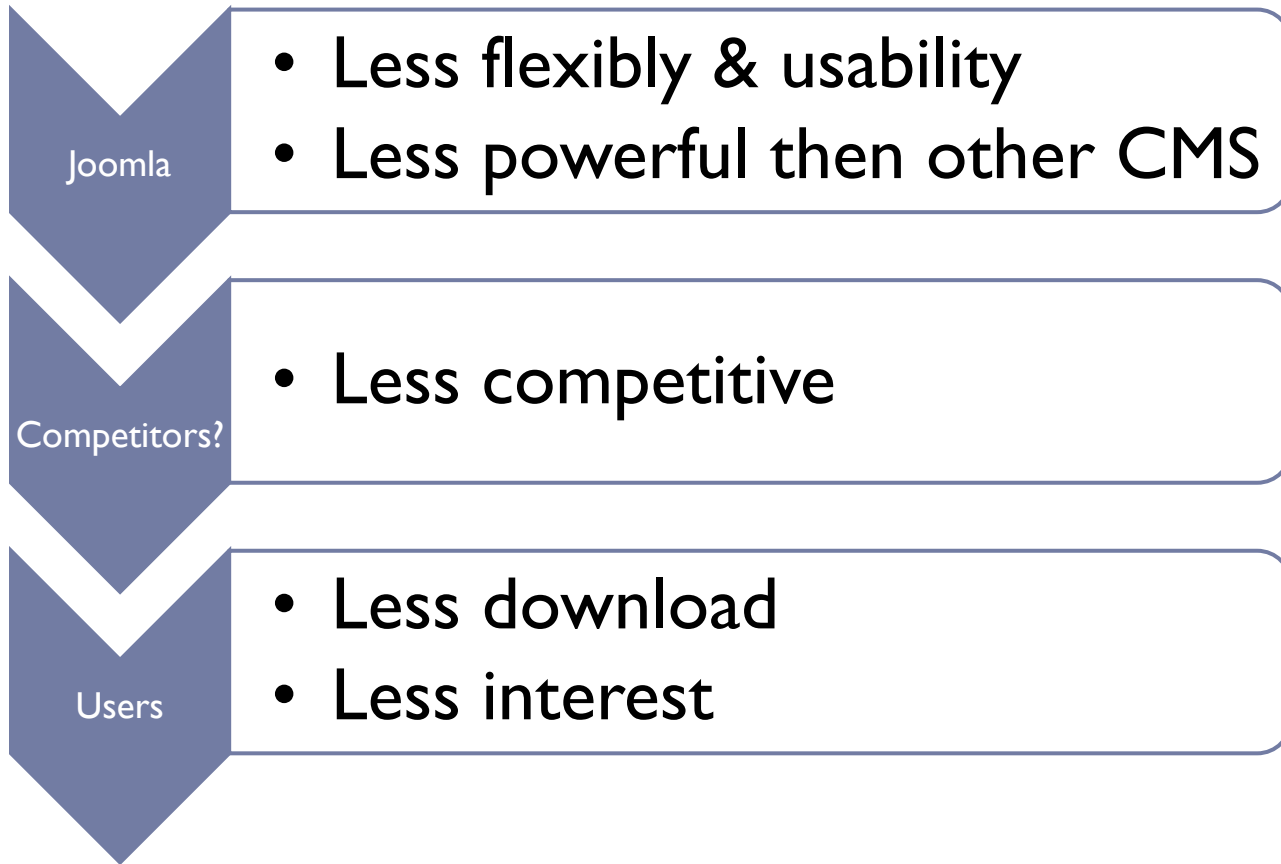 Joomla
• Less flexibly & usability
• Less powerful then other CMS
Competitors?
• Less competitive
Users
• Less download
• Less interest